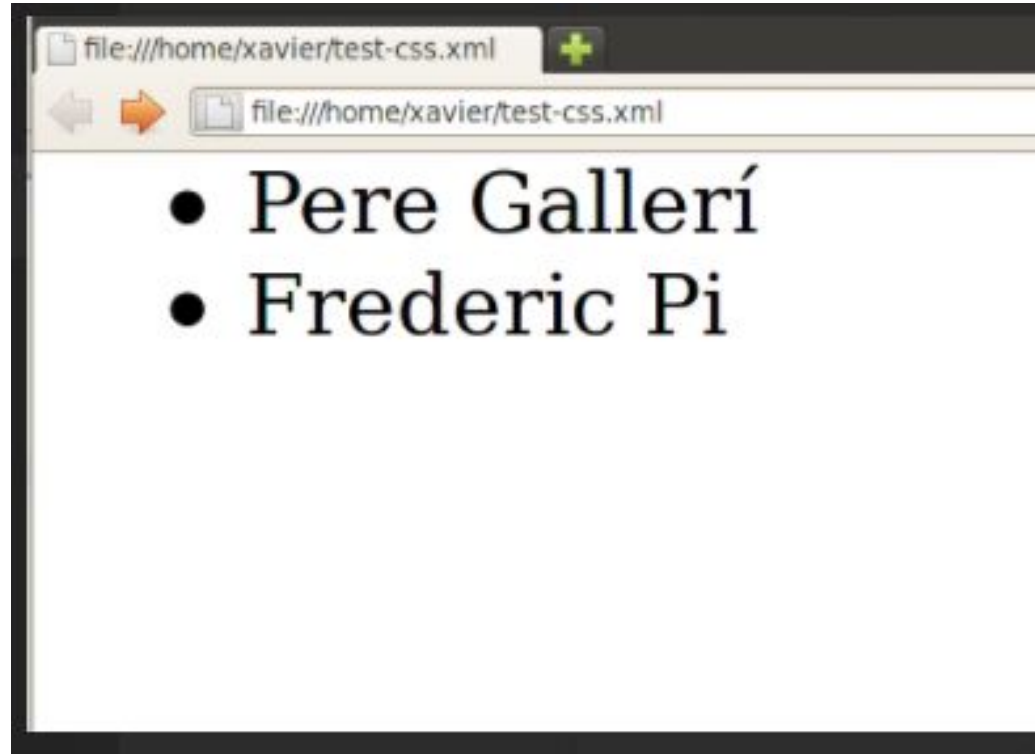 file:///home/xavier/test-css.xml
file:///home/xavier/test-css.xml
• Pere Gallerí
• Frederic Pi